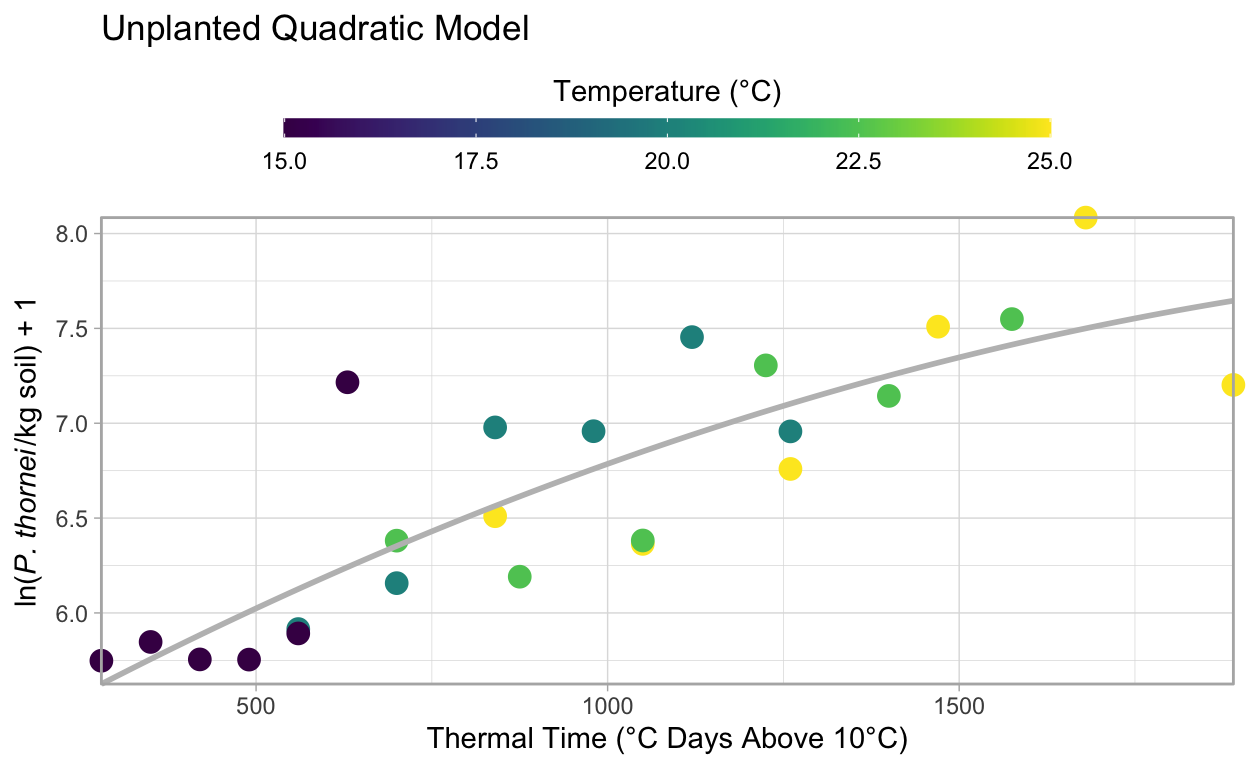 Unplanted Quadratic Model
Temperature (°C)
15.0 17.5 20.0 22.5 25.0
ln(P. thornei/kg soil) + 1
8.0
7.5
7.0
6.5
6.0
500 1000 1500
Thermal Time (°C Days Above 10°C)